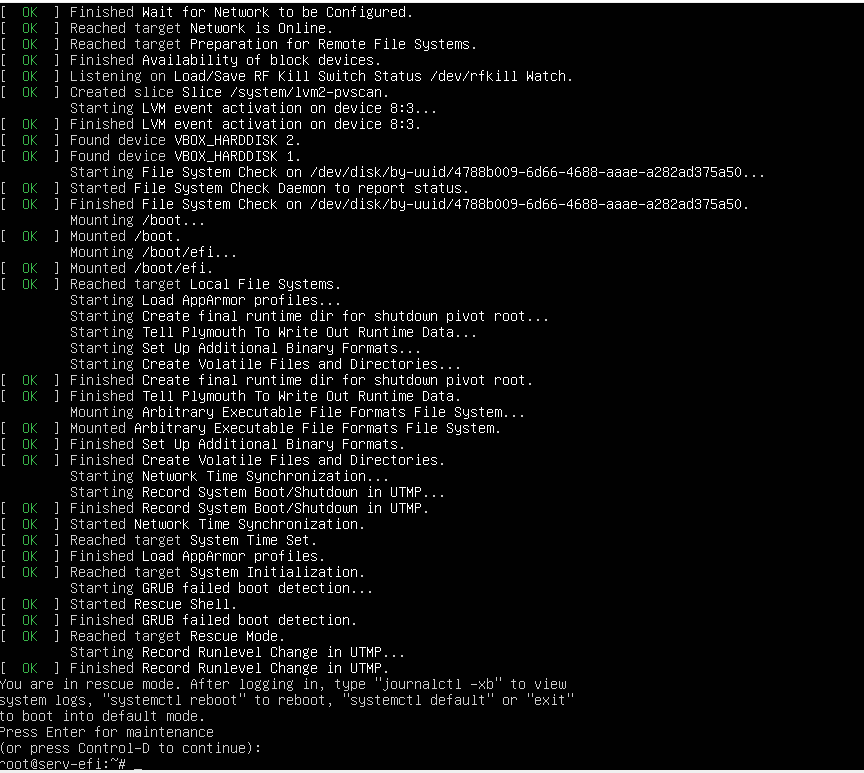 [  OK  ] Finished Wait for Network to be Configured.
[  OK  ] Reached target Network is Online.
[  OK  ] Reached target Preparation for Remote File Systems.
[  OK  ] Finished Availability of block devices.
[  OK  ] Listening on Load/Save RF Kill Switch Status /dev/rfkill Watch.
[  OK  ] Created slice Slice /system/lvm2-pvscan.
         Starting LVM event activation on device 8:3...
[  OK  ] Finished LVM event activation on device 8:3.
[  OK  ] Found device VBOX_HARDDISK 2.
[  OK  ] Found device VBOX_HARDDISK 1.
         Starting File System Check on /dev/disk/by-uuid/4788b009-6d66-4688-aaae-a282ad375a50...
[  OK  ] Started File System Check Daemon to report status.
[  OK  ] Finished File System Check on /dev/disk/by-uuid/4788b009-6d66-4688-aaae-a282ad375a50.
         Mounting /boot...
[  OK  ] Mounted /boot.
         Mounting /boot/efi...
[  OK  ] Mounted /boot/efi.
[  OK  ] Reached target Local File Systems.
         Starting Load AppArmor profiles...
         Starting Create final runtime dir for shutdown pivot root...
         Starting Tell Plymouth To Write Out Runtime Data...
         Starting Set Up Additional Binary Formats...
         Starting Create Volatile Files and Directories...
[  OK  ] Finished Create final runtime dir for shutdown pivot root.
[  OK  ] Finished Tell Plymouth To Write Out Runtime Data.
         Mounting Arbitrary Executable File Formats File System...
[  OK  ] Mounted Arbitrary Executable File Formats File System.
[  OK  ] Finished Set Up Additional Binary Formats.
[  OK  ] Finished Create Volatile Files and Directories.
         Starting Network Time Synchronization...
         Starting Record System Boot/Shutdown in UTMP...
[  OK  ] Finished Record System Boot/Shutdown in UTMP.
[  OK  ] Started Network Time Synchronization.
[  OK  ] Reached target System Time Set.
[  OK  ] Finished Load AppArmor profiles.
[  OK  ] Reached target System Initialization.
         Starting GRUB failed boot detection...
[  OK  ] Started Rescue Shell.
[  OK  ] Finished GRUB failed boot detection.
[  OK  ] Reached target Rescue Mode.
         Starting Record Runlevel Change in UTMP...
[  OK  ] Finished Record Runlevel Change in UTMP.
You are in rescue mode. After logging in, type "journalctl -xb" to view
system logs, "systemctl reboot" to reboot, "systemctl default" or "exit"
to boot into default mode.
Press Enter for maintenance
(or press Control-D to continue):
root@serv-efi:~# _